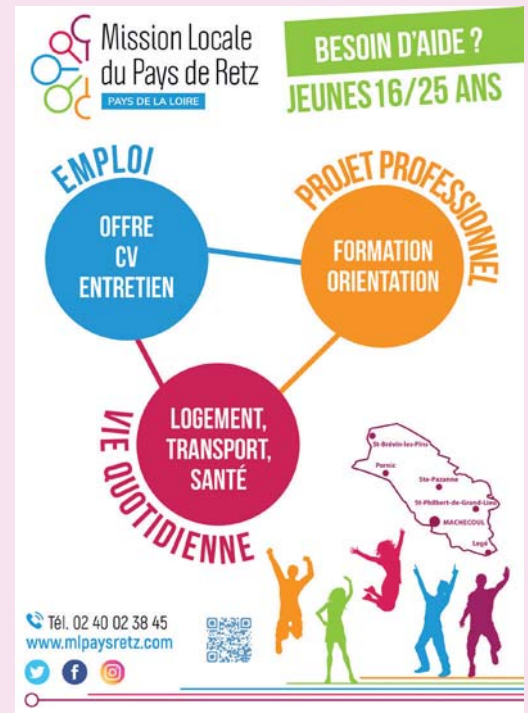 Mission Locale
du Pays de Retz
PAYS DE LA LOIRE
BESOIN D'AIDE ?
JEUNES 16/25 ANS
EMPLOI
OFFRE
CV
ENTRETIEN
PROJET PROFESSIONNEL
FORMATION
ORIENTATION
VIE QUOTIDIENNE
LOGEMENT,
TRANSPORT,
SANTÉ
St-Brévin-les-Pins
Pornic
Ste-Pazanne
St-Philbert-de-Grand-Lieu
MACHECOUL
Legé
Tél. 02 40 02 38 45
www.mlpaysretz.com